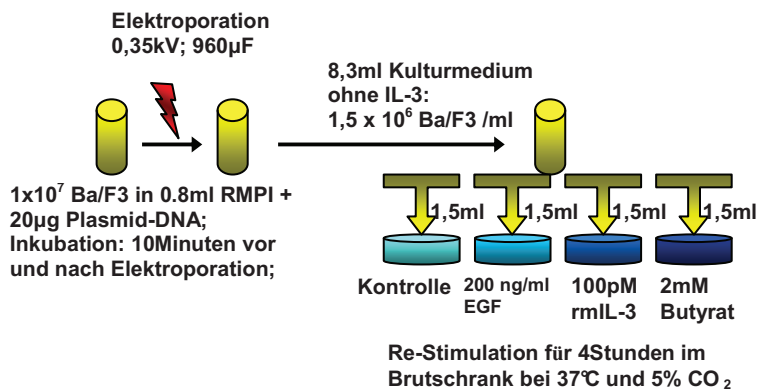 Elektroporation
0,35kV; 960µF
8,3ml Kulturmedium
ohne IL-3:
1,5 x 10⁶ Ba/F3 /ml
1x10⁷ Ba/F3 in 0.8ml RMPI +
20µg Plasmid-DNA;
Inkubation: 10Minuten vor
und nach Elektroporation;
1,5ml 1,5ml 1,5ml 1,5ml
Kontrolle
200 ng/ml
EGF
100pM
rmIL-3
2mM
Butyrat
Re-Stimulation für 4Stunden im
Brutschrank bei 37°C und 5% CO₂